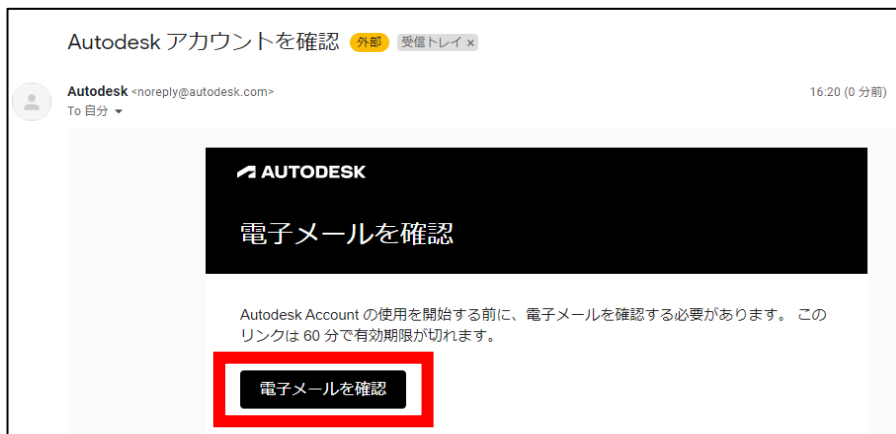 Autodesk アカウントを確認 外部 受信トレイ ×
Autodesk <noreply@autodesk.com> 16:20 (0 分前)
To 自分
AUTODESK
電子メールを確認
Autodesk Account の使用を開始する前に、電子メールを確認する必要があります。 この
リンクは 60 分で有効期限が切れます。
電子メールを確認